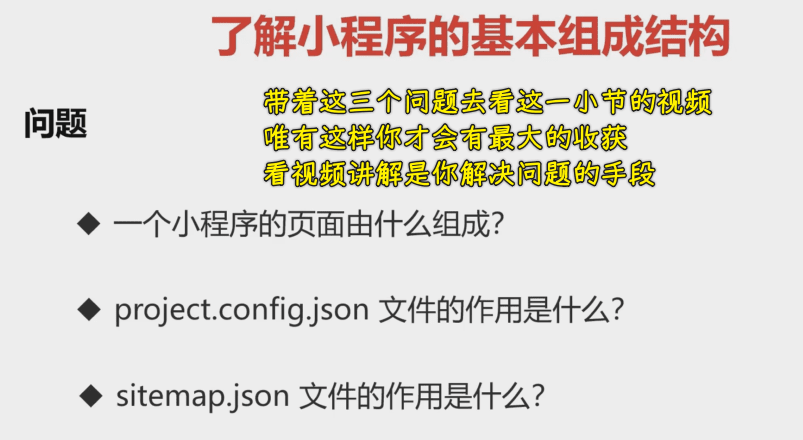 了解小程序的基本组成结构
问题
带着这三个问题去看这一小节的视频
唯有这样你才会有最大的收获
看视频讲解是你解决问题的手段
◆ 一个小程序的页面由什么组成？
◆ project.config.json 文件的作用是什么？
◆ sitemap.json 文件的作用是什么？